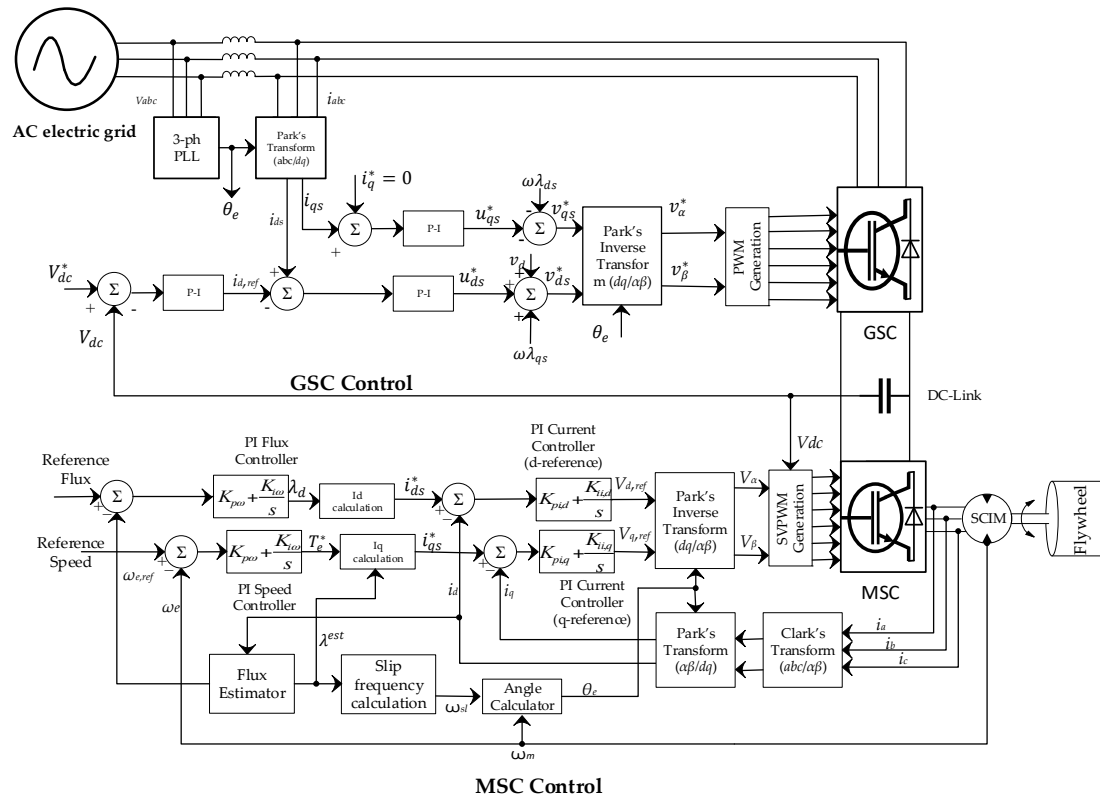 Vabc
iabc
AC electric grid
3-ph
PLL
Park's
Transform
(abc/dq)
θe
ids
iqs
i*q = 0
Σ
+
P-I
u*qs
ωλds
-
-
Σ
v*qs
Park's
Inverse
Transfor
m (dq/αβ)
v*α
v*β
PWM
Generation
V*dc
Σ
+
-
P-I
id,ref
+
-
Σ
P-I
u*ds
vd
+
+
Σ
v*ds
ωλqs
θe
Vdc
GSC
GSC Control
DC-Link
Vdc
Reference
Flux
Σ
+
−
PI Flux
Controller
Kpω + Kiω/s
λd
Id
calculation
i*ds
Σ
+
−
PI Current
Controller
(d-reference)
Kpi,d + Kii,d/s
Vd,ref
Park's
Inverse
Transform
(dq/αβ)
Vα
Vβ
SVPWM
Generation
SCIM
Flywheel
Reference
Speed
ωe,ref
Σ
+
−
Kpω + Kiω/s
T*e
Iq
calculation
i*qs
Σ
+
−
Kpi,q + Kii,q/s
Vq,ref
PI Speed
Controller
PI Current
Controller
(q-reference)
MSC
ωe
id
iq
λest
Flux
Estimator
Slip
frequency
calculation
ωsl
Angle
Calculator
θe
Park's
Transform
(αβ/dq)
Clark's
Transform
(abc/αβ)
ia
ib
ic
ωm
MSC Control